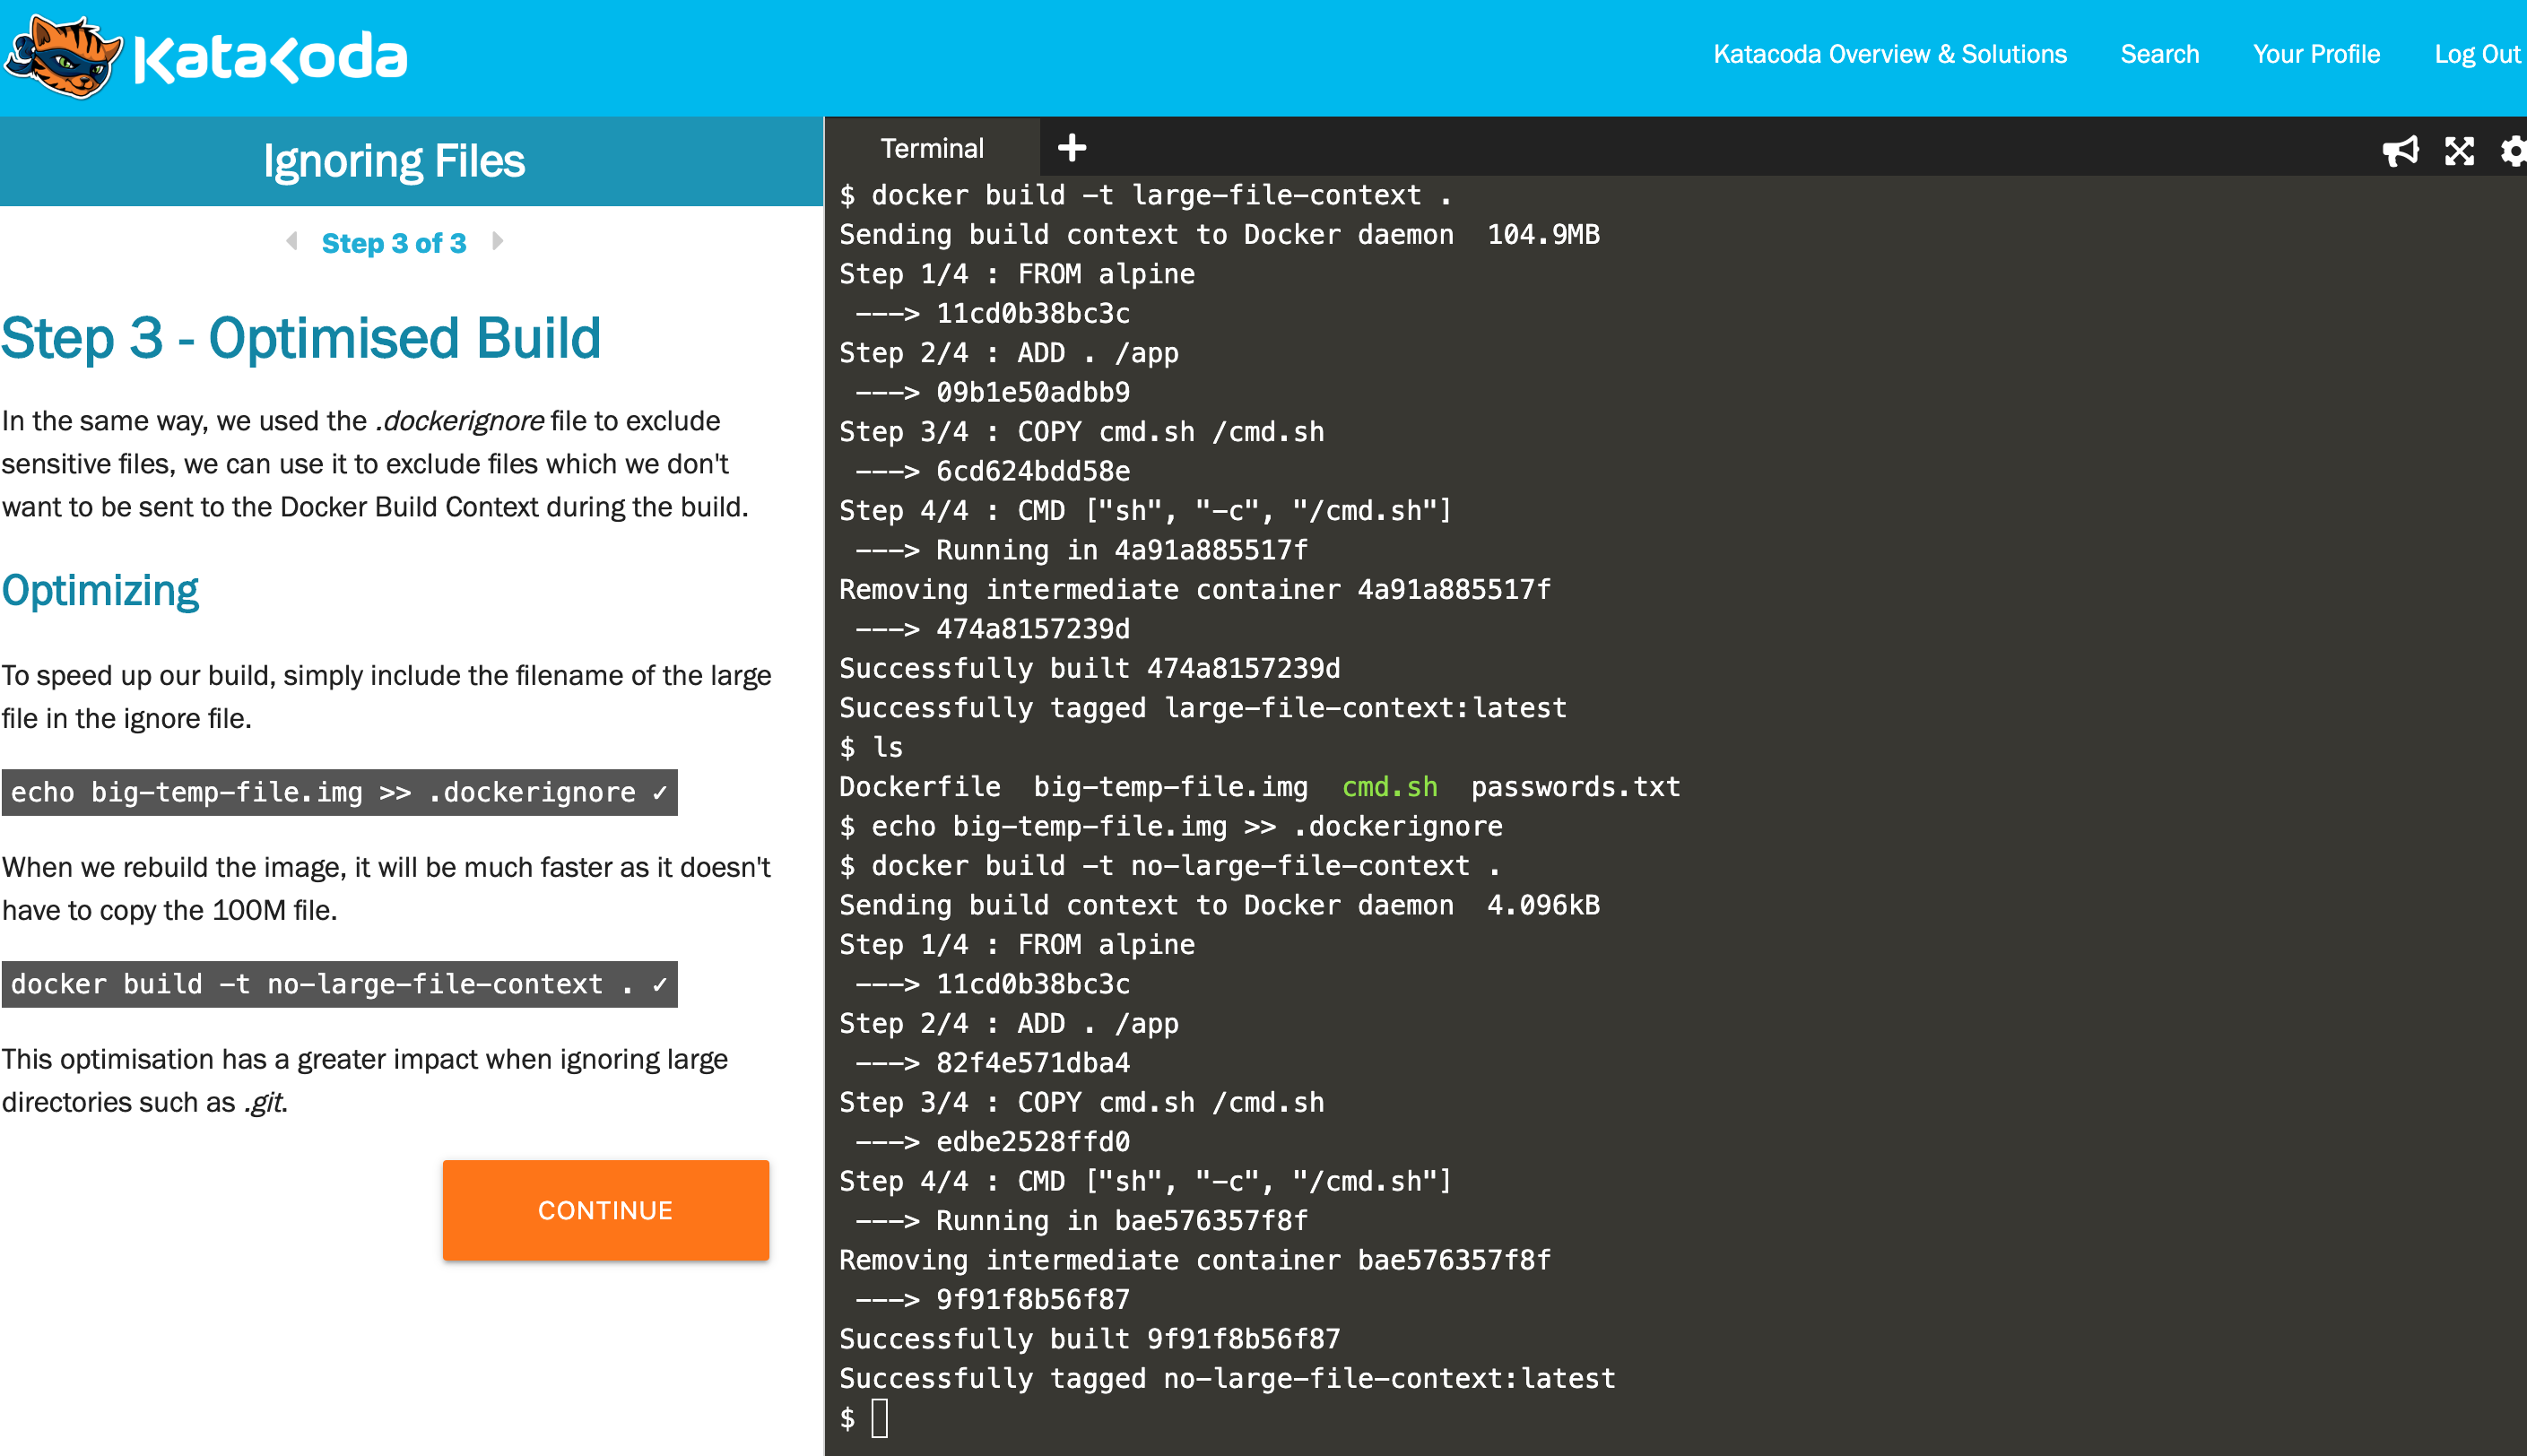 Katacoda
Katacoda Overview & Solutions Search Your Profile Log Out
Ignoring Files
Step 3 of 3
Step 3 - Optimised Build
In the same way, we used the .dockerignore file to exclude
sensitive files, we can use it to exclude files which we don't
want to be sent to the Docker Build Context during the build.
Optimizing
To speed up our build, simply include the filename of the large
file in the ignore file.
echo big-temp-file.img >> .dockerignore ✓
When we rebuild the image, it will be much faster as it doesn't
have to copy the 100M file.
docker build -t no-large-file-context . ✓
This optimisation has a greater impact when ignoring large
directories such as .git.
CONTINUE
Terminal
$ docker build -t large-file-context .
Sending build context to Docker daemon  104.9MB
Step 1/4 : FROM alpine
 ---> 11cd0b38bc3c
Step 2/4 : ADD . /app
 ---> 09b1e50adbb9
Step 3/4 : COPY cmd.sh /cmd.sh
 ---> 6cd624bdd58e
Step 4/4 : CMD ["sh", "-c", "/cmd.sh"]
 ---> Running in 4a91a885517f
Removing intermediate container 4a91a885517f
 ---> 474a8157239d
Successfully built 474a8157239d
Successfully tagged large-file-context:latest
$ ls
Dockerfile  big-temp-file.img  cmd.sh  passwords.txt
$ echo big-temp-file.img >> .dockerignore
$ docker build -t no-large-file-context .
Sending build context to Docker daemon  4.096kB
Step 1/4 : FROM alpine
 ---> 11cd0b38bc3c
Step 2/4 : ADD . /app
 ---> 82f4e571dba4
Step 3/4 : COPY cmd.sh /cmd.sh
 ---> edbe2528ffd0
Step 4/4 : CMD ["sh", "-c", "/cmd.sh"]
 ---> Running in bae576357f8f
Removing intermediate container bae576357f8f
 ---> 9f91f8b56f87
Successfully built 9f91f8b56f87
Successfully tagged no-large-file-context:latest
$